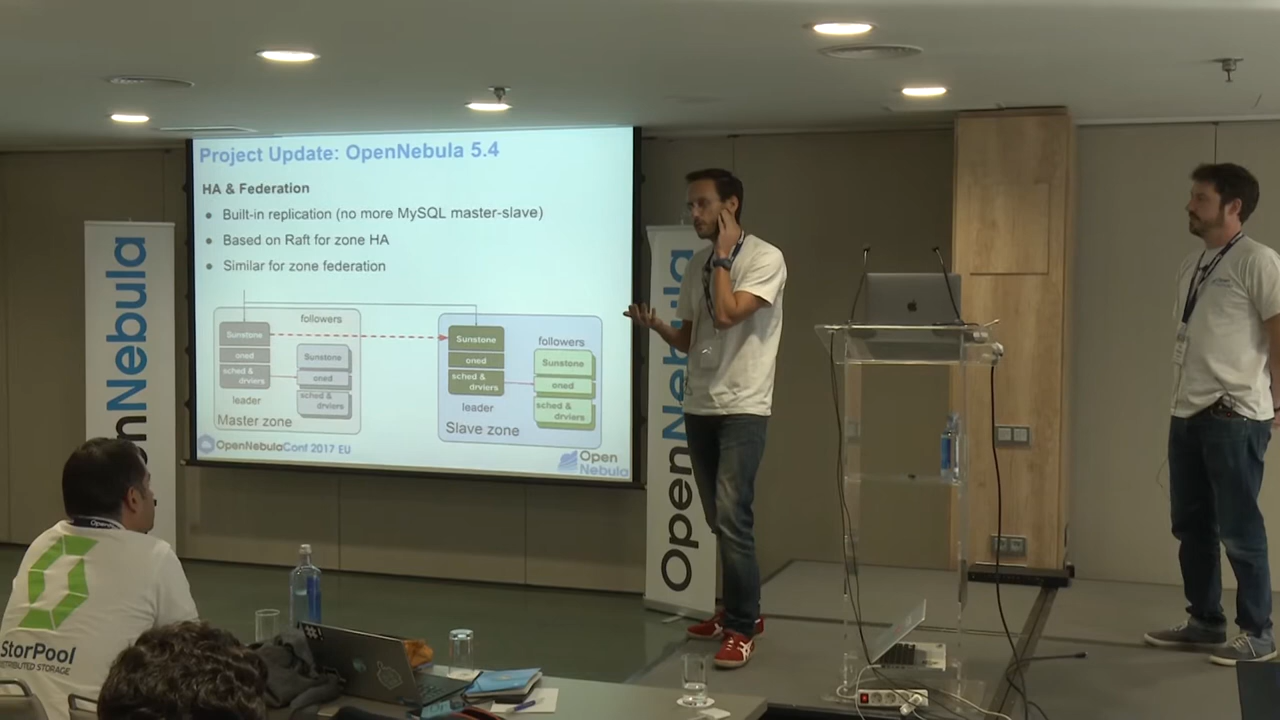 Project Update: OpenNebula 5.4
HA & Federation
● Built-in replication (no more MySQL master-slave)
● Based on Raft for zone HA
● Similar for zone federation
followers
Sunstone
oned
sched &
drviers
leader
Sunstone
oned
sched &
drviers
Master zone
Sunstone
oned
sched &
drviers
leader
followers
Sunstone
oned
sched &
drviers
Slave zone
OpenNebulaConf 2017 EU
Open
Nebula
nNebula
OpenNebula
StorPool
DISTRIBUTED STORAGE